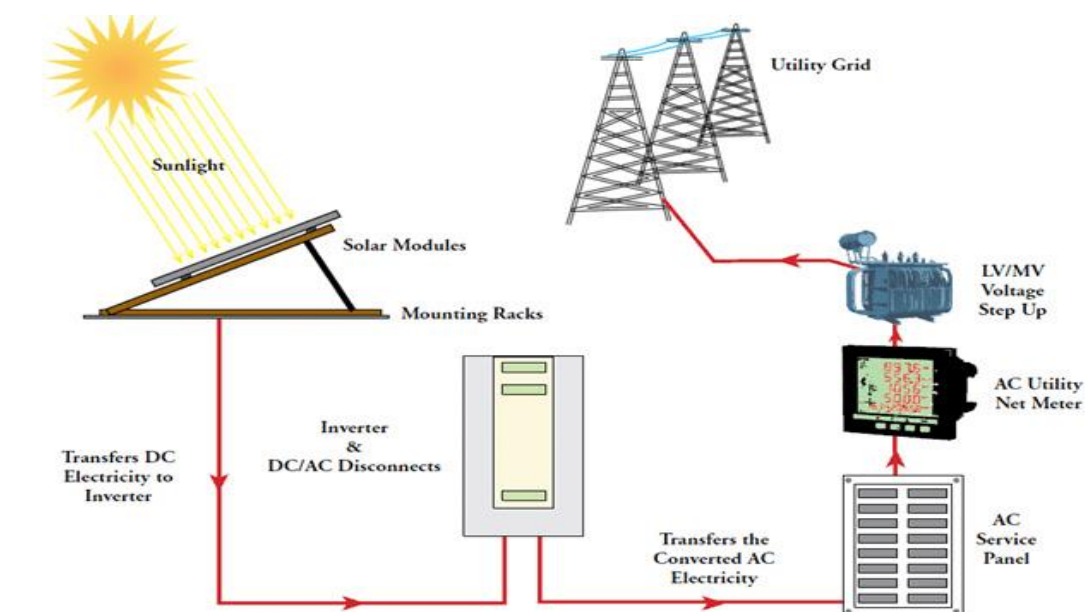 Sunlight
Utility Grid
Solar Modules
LV/MV
Voltage
Step Up
Mounting Racks
AC Utility
Net Meter
Inverter
&
DC/AC Disconnects
Transfers DC
Electricity to
Inverter
AC
Service
Panel
Transfers the
Converted AC
Electricity